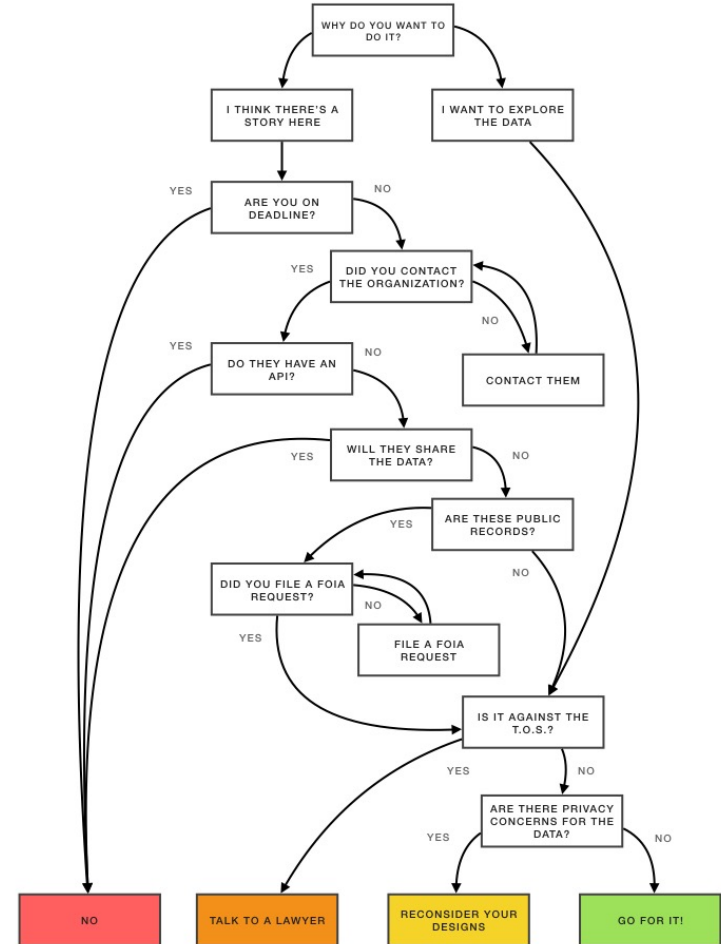 WHY DO YOU WANT TO
DO IT?
I THINK THERE'S A
STORY HERE
I WANT TO EXPLORE
THE DATA
YES
NO
ARE YOU ON
DEADLINE?
YES
DID YOU CONTACT
THE ORGANIZATION?
NO
YES
DO THEY HAVE AN
API?
NO
CONTACT THEM
YES
WILL THEY SHARE
THE DATA?
NO
YES
ARE THESE PUBLIC
RECORDS?
NO
DID YOU FILE A FOIA
REQUEST?
NO
YES
FILE A FOIA
REQUEST
IS IT AGAINST THE
T.O.S.?
YES
NO
ARE THERE PRIVACY
CONCERNS FOR THE
DATA?
YES
NO
NO
TALK TO A LAWYER
RECONSIDER YOUR
DESIGNS
GO FOR IT!